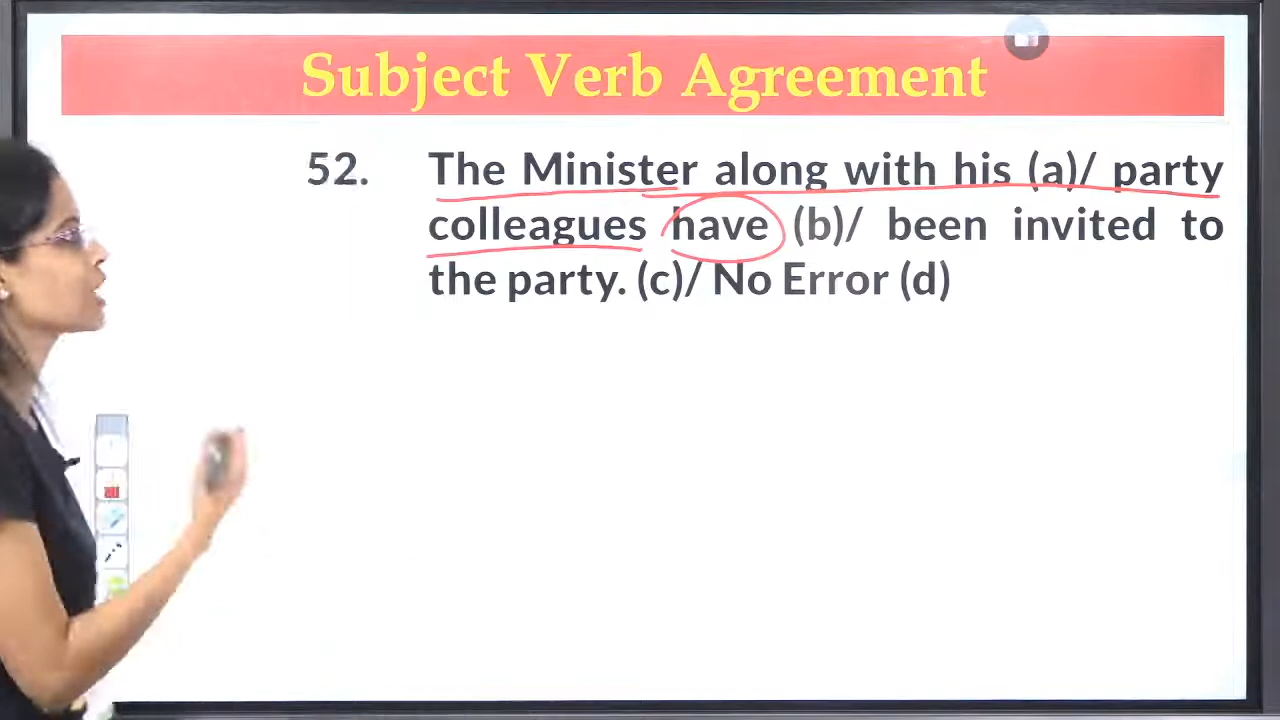 Subject Verb Agreement
52. The Minister along with his (a)/ party
colleagues have (b)/ been invited to
the party. (c)/ No Error (d)